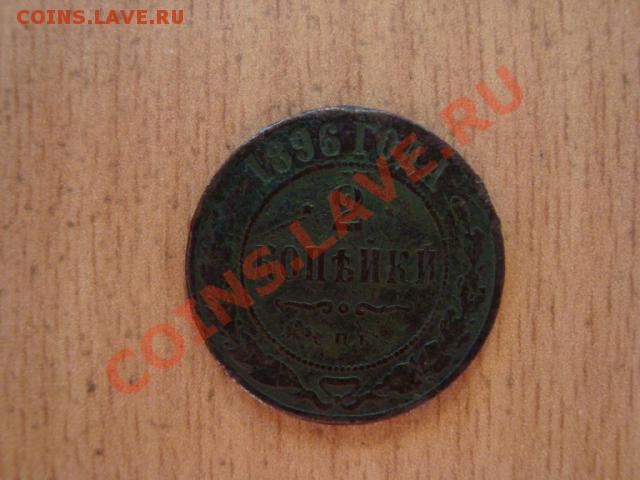 COINS.LAVE.RU
1896 ГОДА
* 2 *
КОПѢЙКИ
С.П.Б.
COINS.LAVE.RU